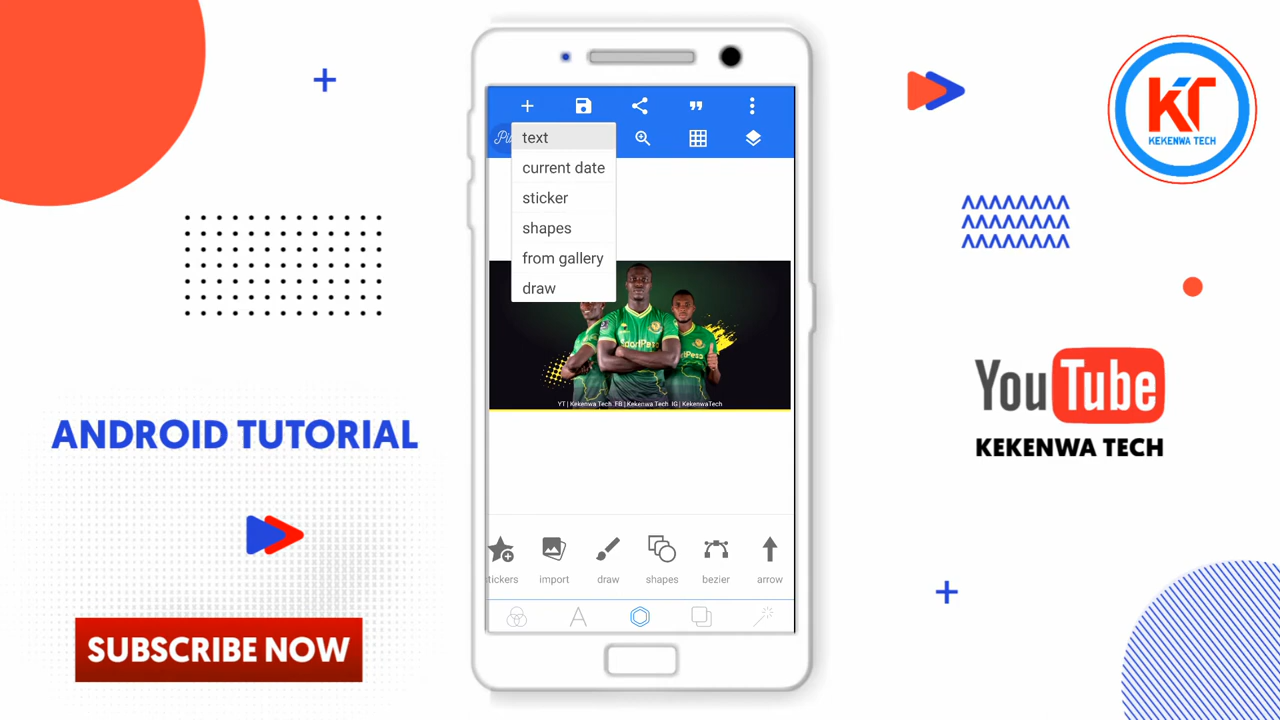 KT
KEKENWA TECH
text
current date
sticker
shapes
from gallery
draw
YT | Kekenwa Tech FB | Kekenwa Tech IG | KekenwaTech
tickers
import
draw
shapes
bezier
arrow
A
ANDROID TUTORIAL
SUBSCRIBE NOW
YouTube
KEKENWA TECH